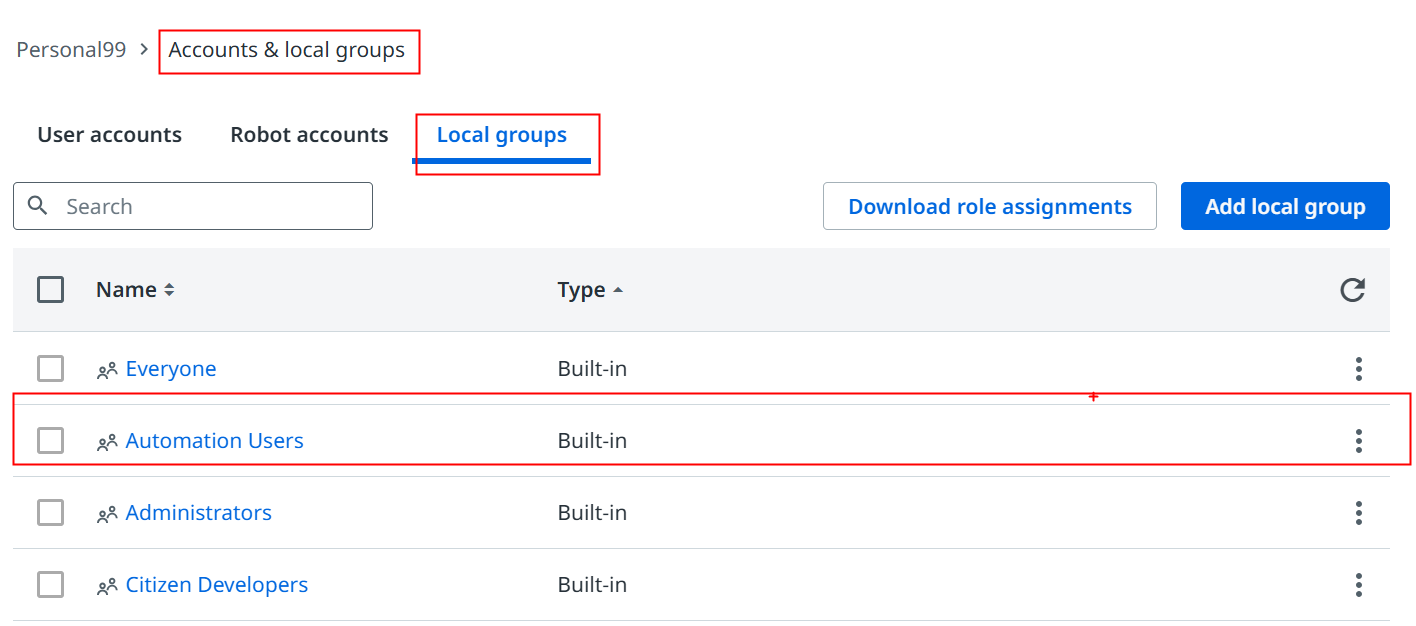 Personal99 > Accounts & local groups
User accounts Robot accounts Local groups
Search Download role assignments Add local group
Name Type
Everyone Built-in
Automation Users Built-in
Administrators Built-in
Citizen Developers Built-in